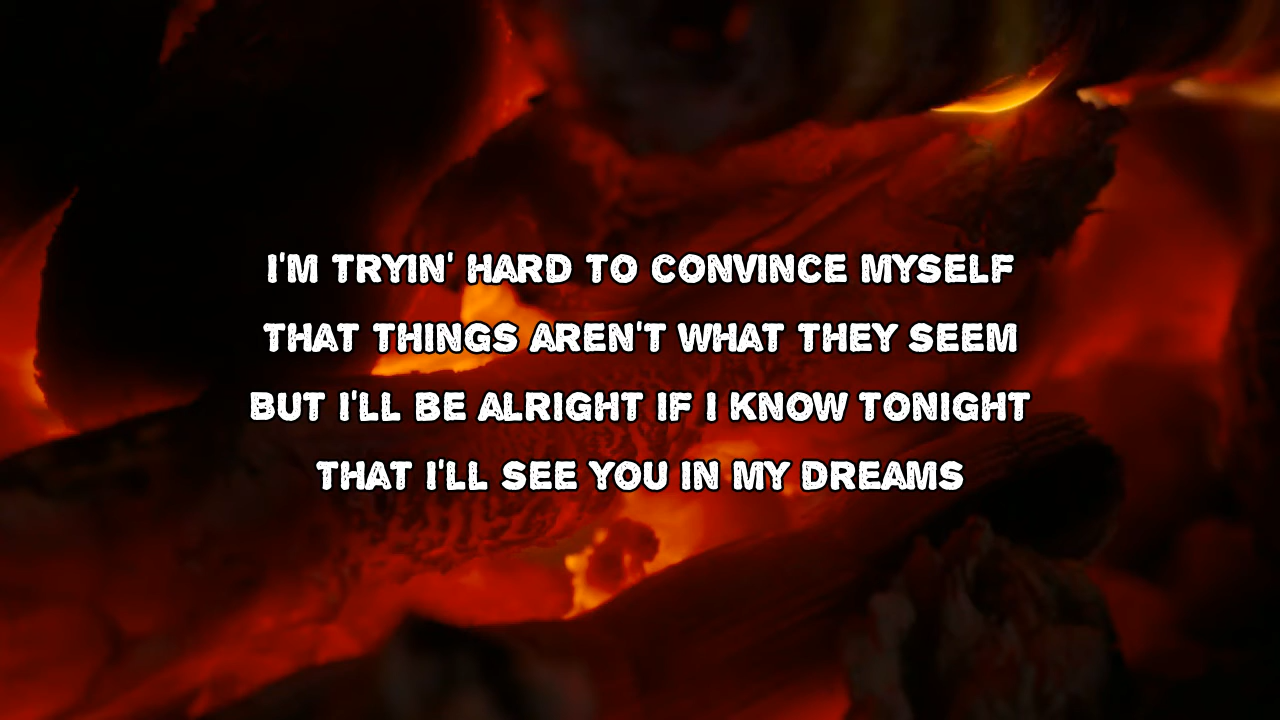 I'M TRYIN' HARD TO CONVINCE MYSELF
THAT THINGS AREN'T WHAT THEY SEEM
BUT I'LL BE ALRIGHT IF I KNOW TONIGHT
THAT I'LL SEE YOU IN MY DREAMS